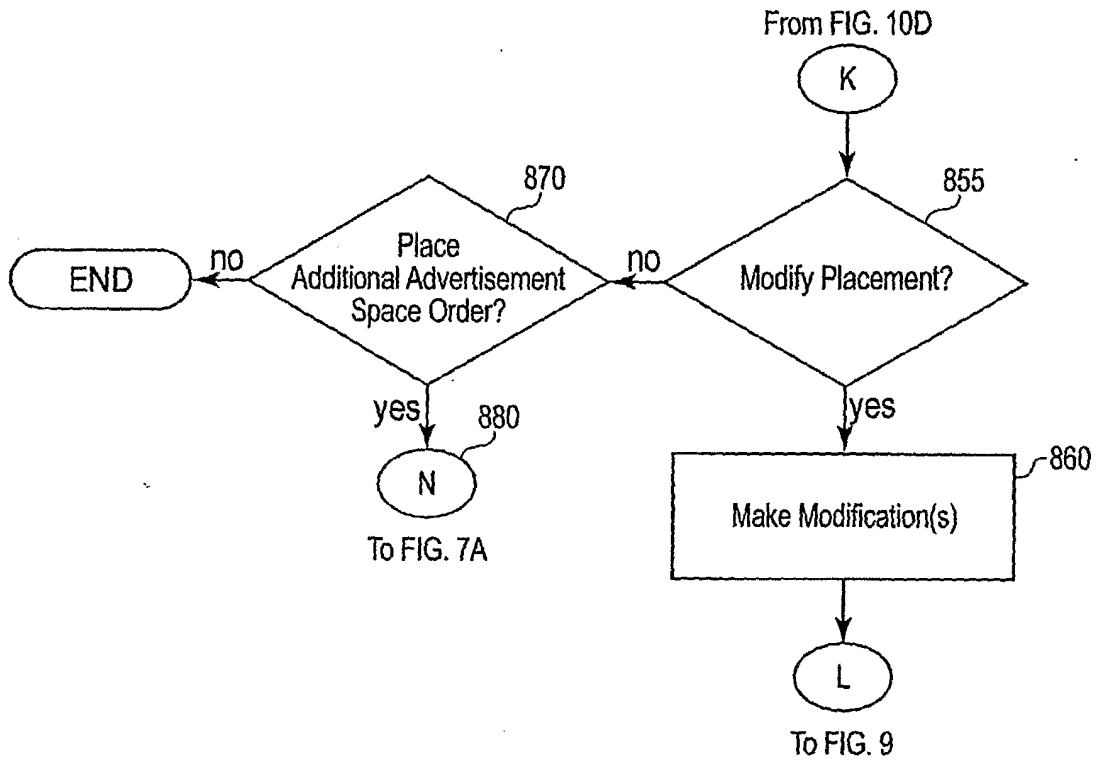 From FIG. 10D
K
870
855
Place
Additional Advertisement
Space Order?
no
END
no
Modify Placement?
yes
880
N
To FIG. 7A
yes
860
Make Modification(s)
L
To FIG. 9